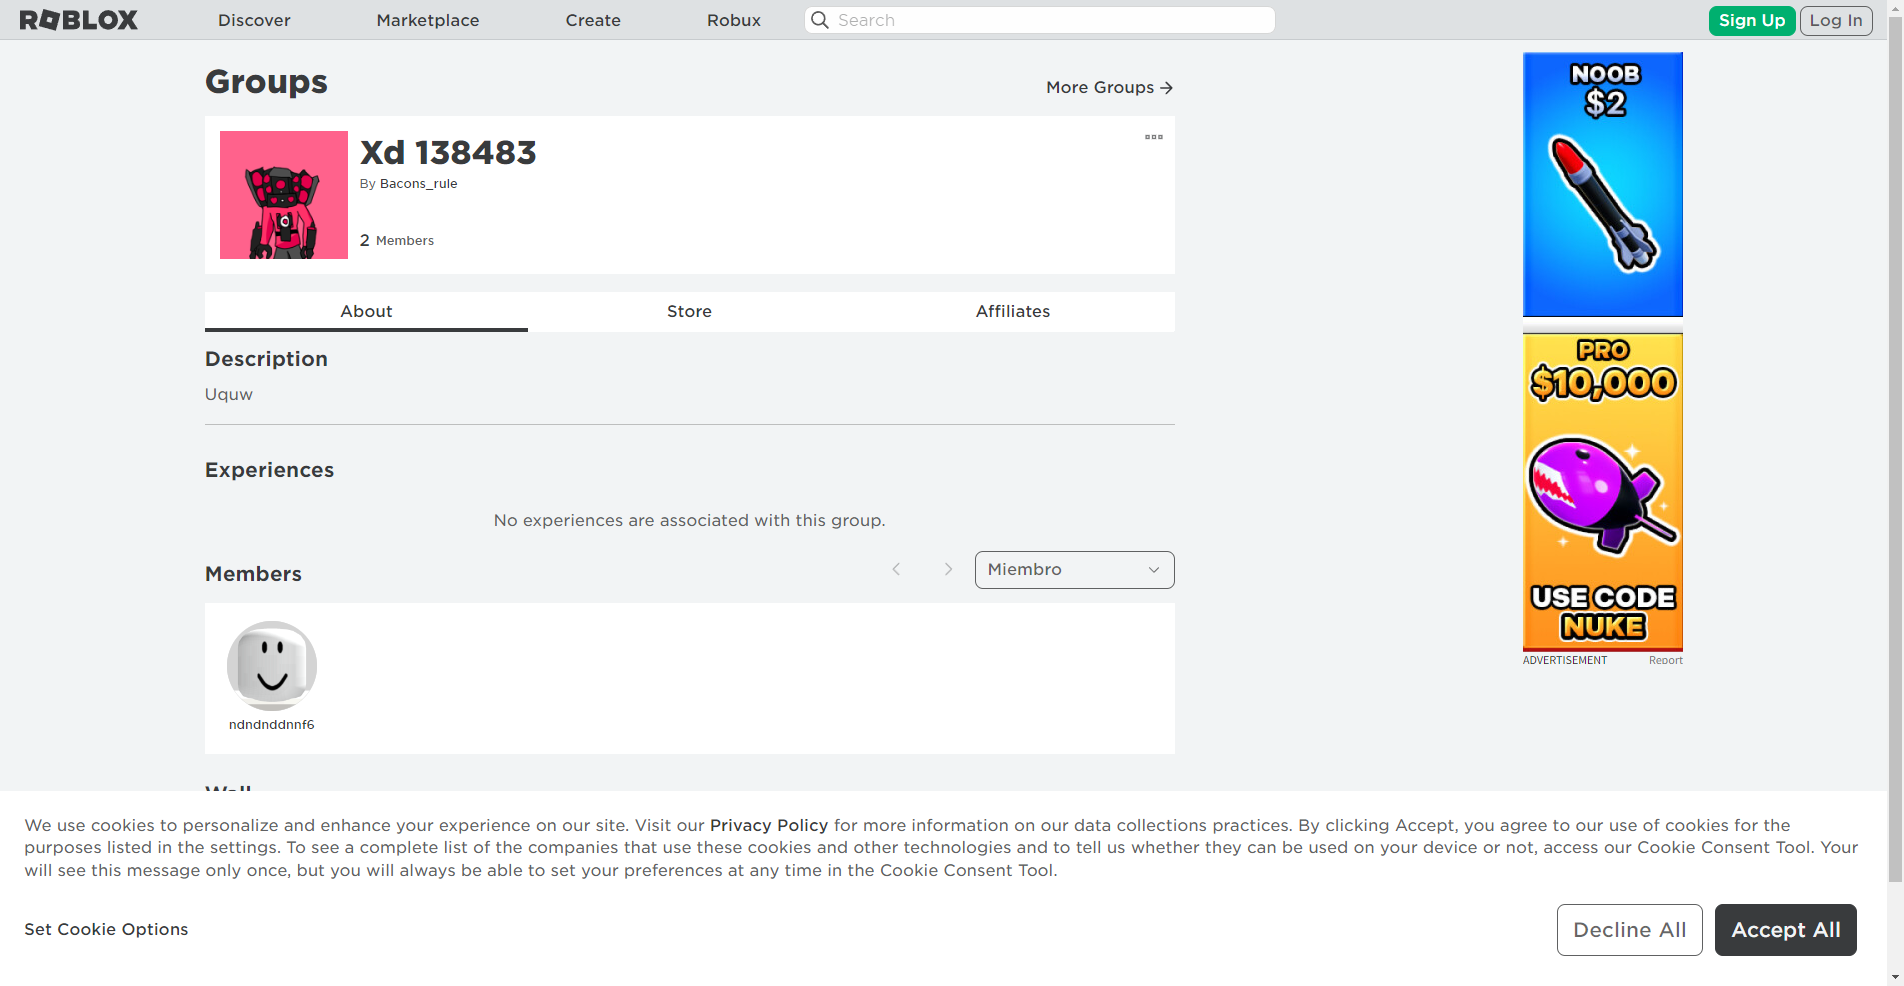 ROBLOX
Discover
Marketplace
Create
Robux
Search
Sign Up
Log In
Groups
More Groups
Xd 138483
By Bacons_rule
2 Members
About
Store
Affiliates
Description
Uquw
Experiences
No experiences are associated with this group.
Members
Miembro
ndndnddnnf6
Wall
NOOB
$2
PRO
$10,000
USE CODE
NUKE
ADVERTISEMENT
Report
We use cookies to personalize and enhance your experience on our site. Visit our Privacy Policy for more information on our data collections practices. By clicking Accept, you agree to our use of cookies for the
purposes listed in the settings. To see a complete list of the companies that use these cookies and other technologies and to tell us whether they can be used on your device or not, access our Cookie Consent Tool. Your
will see this message only once, but you will always be able to set your preferences at any time in the Cookie Consent Tool.
Set Cookie Options
Decline All
Accept All